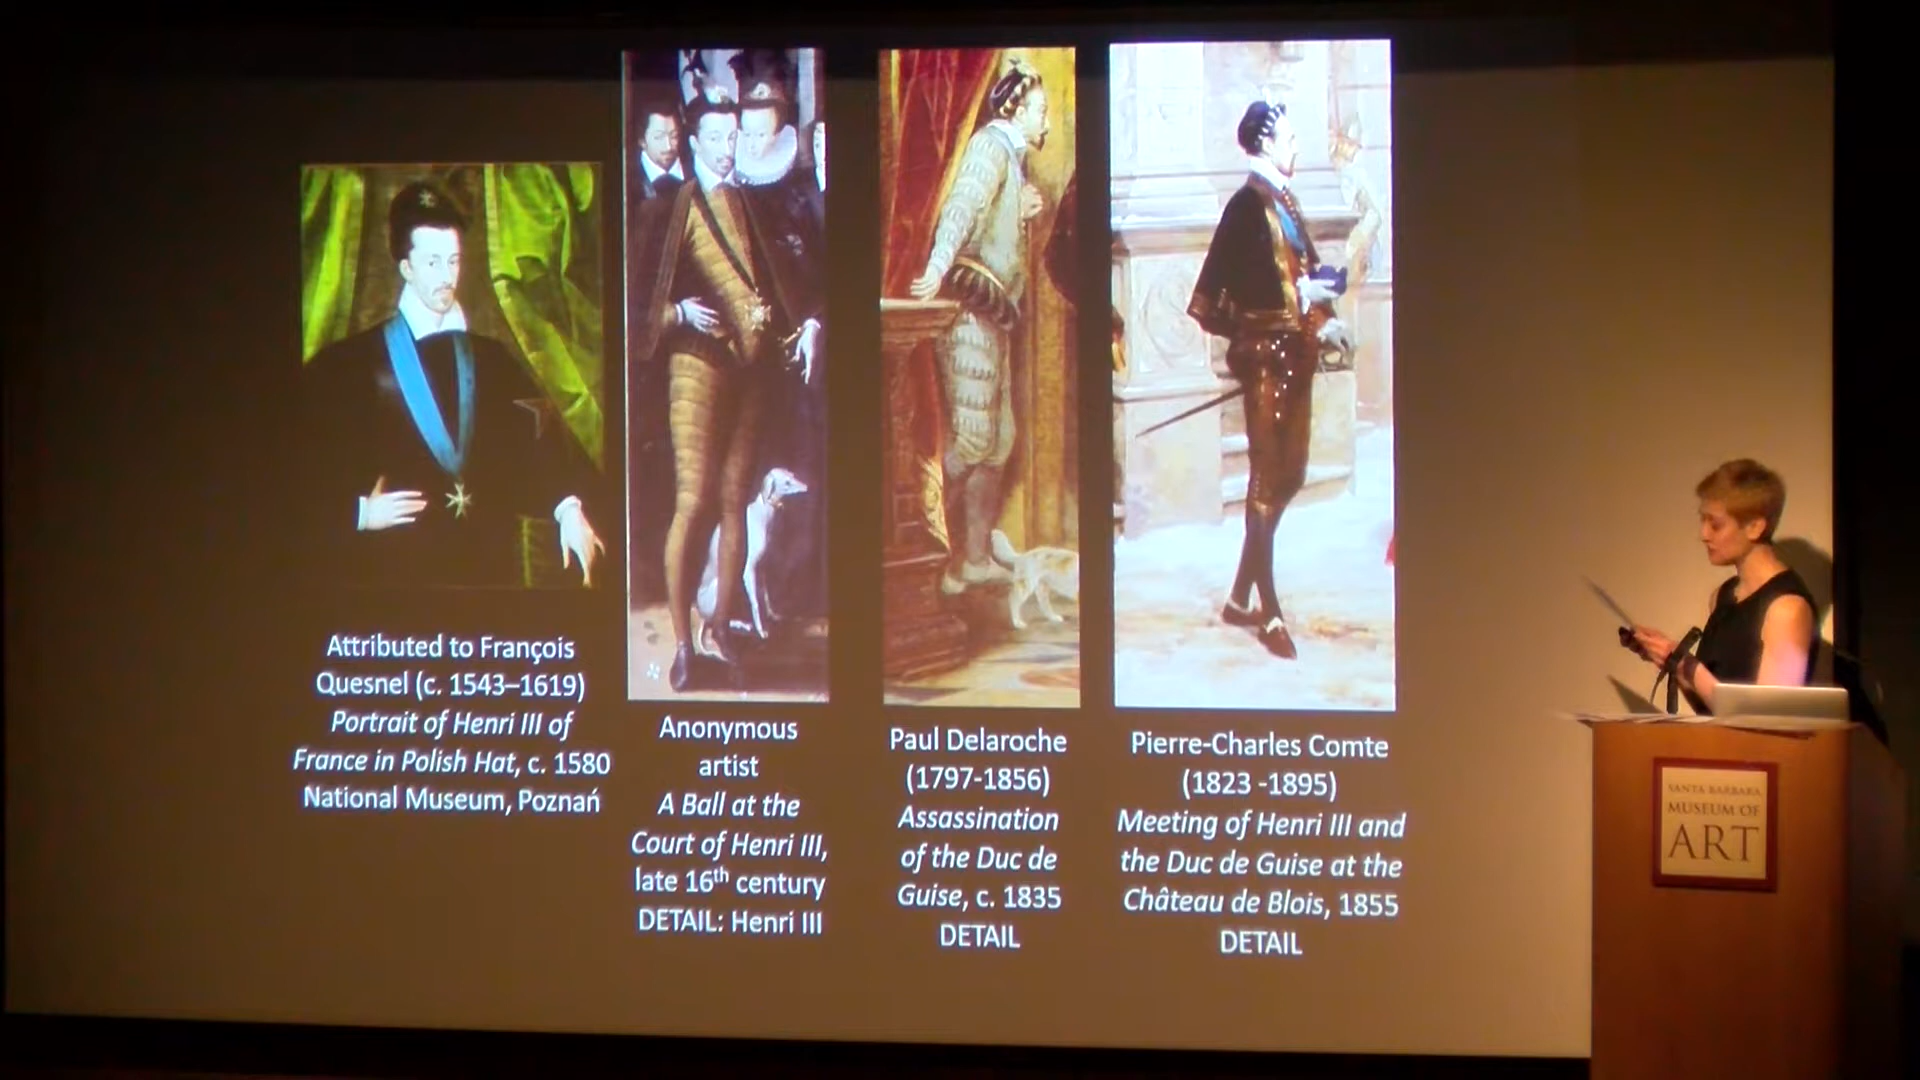 Attributed to François
Quesnel (c. 1543–1619)
Portrait of Henri III of
France in Polish Hat, c. 1580
National Museum, Poznań
Anonymous
artist
A Ball at the
Court of Henri III,
late 16th century
DETAIL: Henri III
Paul Delaroche
(1797-1856)
Assassination
of the Duc de
Guise, c. 1835
DETAIL
Pierre-Charles Comte
(1823 -1895)
Meeting of Henri III and
the Duc de Guise at the
Château de Blois, 1855
DETAIL
SANTA BARBARA
MUSEUM OF
ART